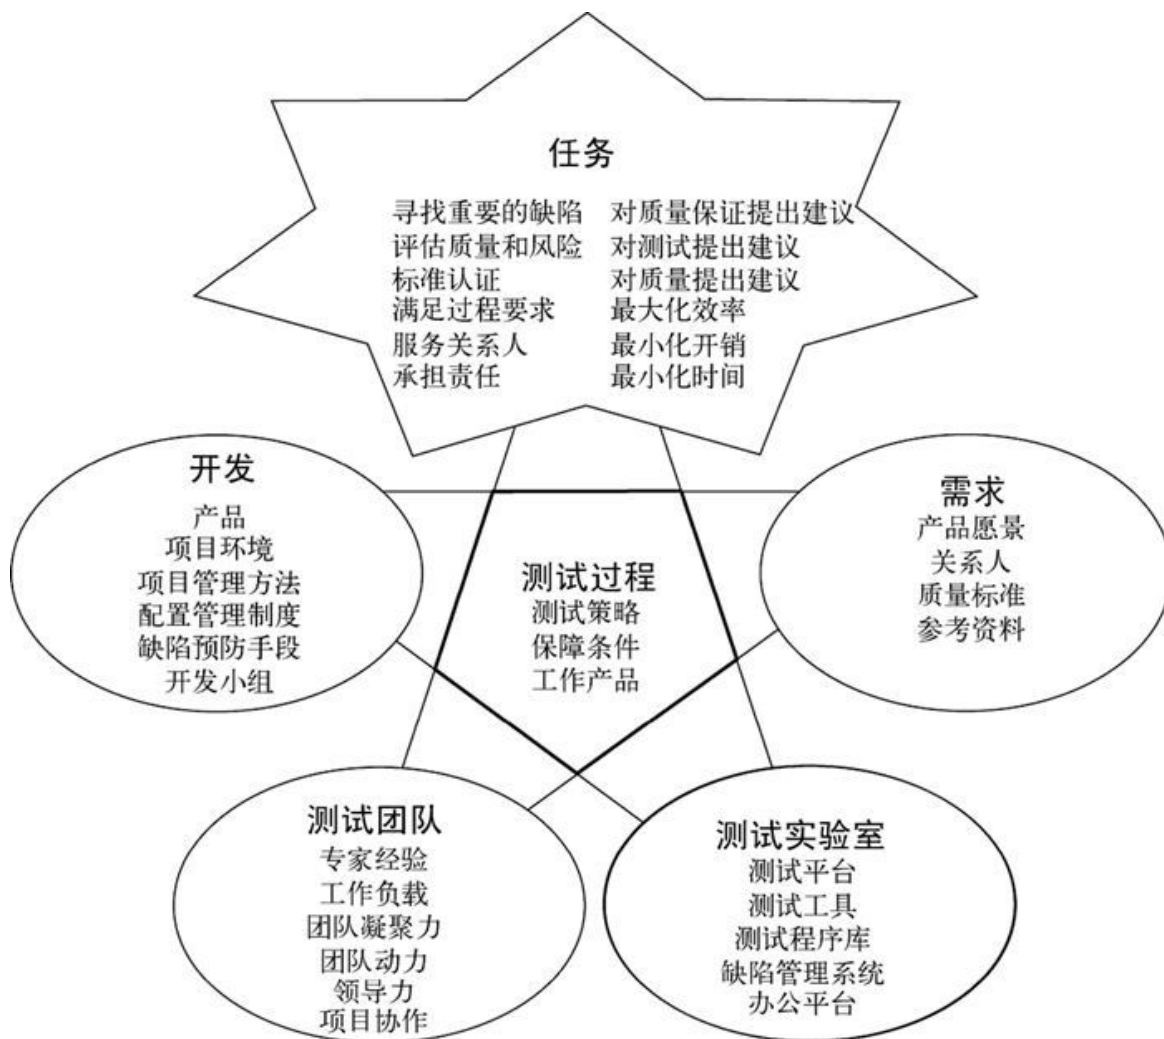 任务
寻找重要的缺陷 对质量保证提出建议
评估质量和风险 对测试提出建议
标准认证 对质量提出建议
满足过程要求 最大化效率
服务关系人 最小化开销
承担责任 最小化时间
开发
产品
项目环境
项目管理方法
配置管理制度
缺陷预防手段
开发小组
测试过程
测试策略
保障条件
工作产品
需求
产品愿景
关系人
质量标准
参考资料
测试团队
专家经验
工作负载
团队凝聚力
团队动力
领导力
项目协作
测试实验室
测试平台
测试工具
测试程序库
缺陷管理系统
办公平台